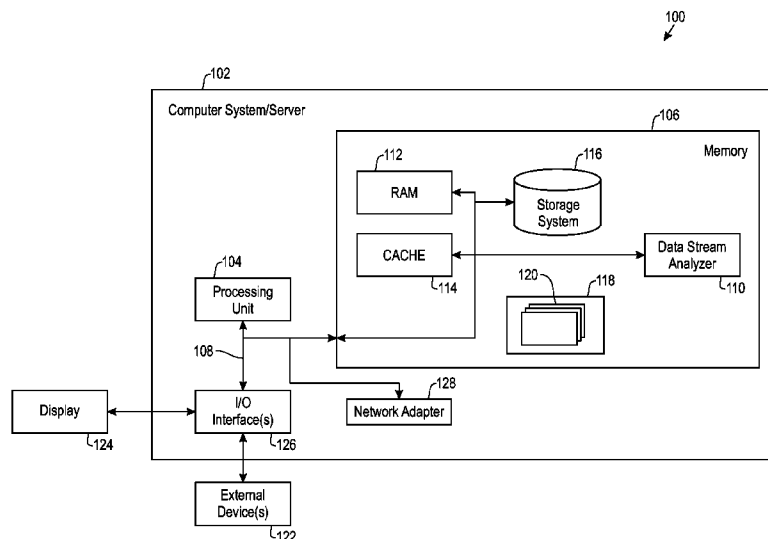 100
102
Computer System/Server
106
Memory
112
RAM
116
Storage
System
CACHE
114
Data Stream
Analyzer
110
120
118
104
Processing
Unit
108
128
Network Adapter
I/O
Interface(s)
126
Display
124
External
Device(s)
122